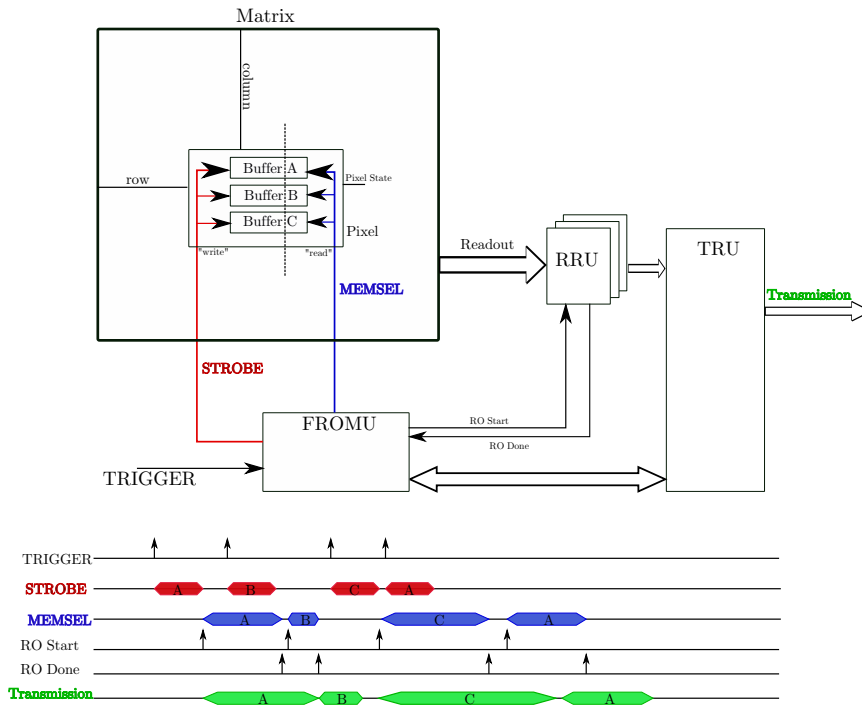 Matrix
column
row
Buffer A
Buffer B
Buffer C
Pixel State
Pixel
"write"
"read"
MEMSEL
STROBE
Readout
RRU
TRU
Transmission
FROMU
RO Start
RO Done
TRIGGER
TRIGGER
STROBE A B C A
MEMSEL A B C A
RO Start
RO Done
Transmission A B C A